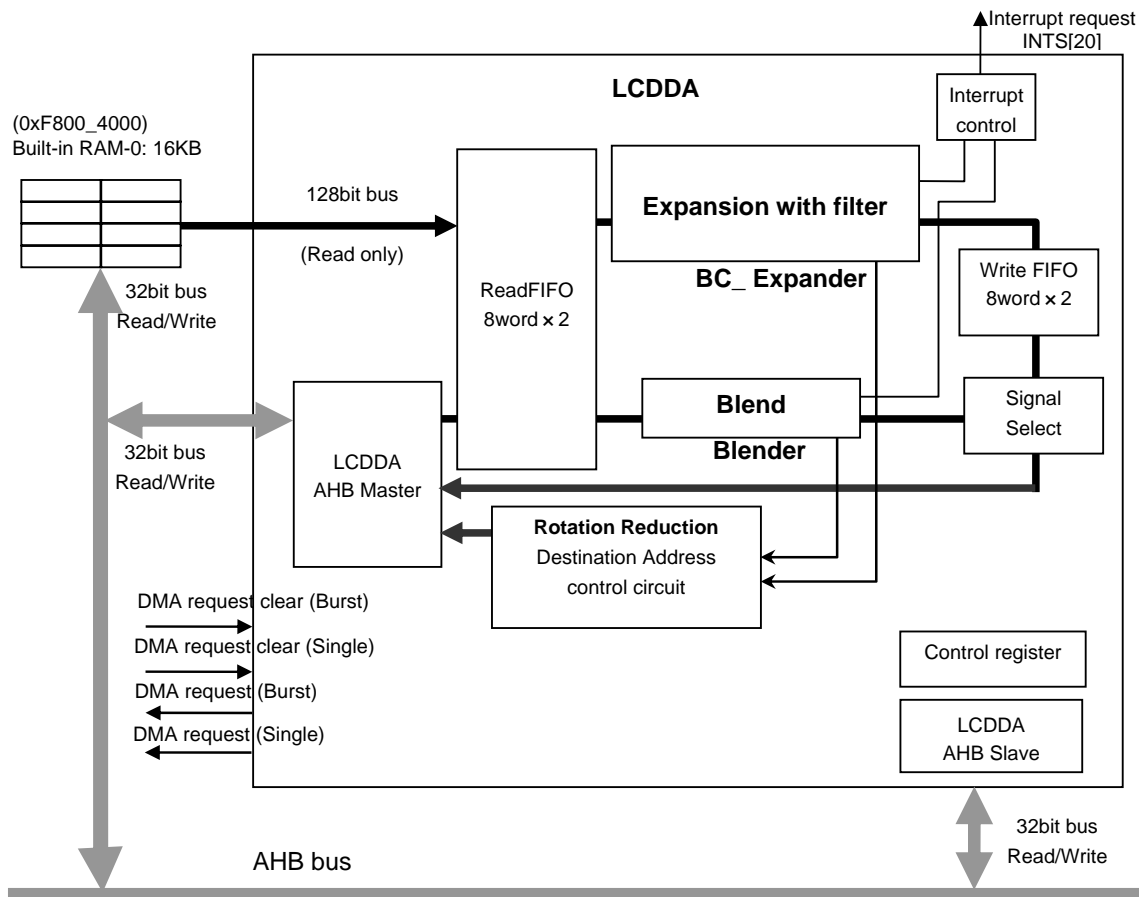 Interrupt request
INTS[20]
LCDDA
Interrupt
control
(0xF800_4000)
Built-in RAM-0: 16KB
128bit bus
(Read only)
Expansion with filter
BC_ Expander
32bit bus
Read/Write
ReadFIFO
8word × 2
Write FIFO
8word × 2
Blend
Blender
Signal
Select
32bit bus
Read/Write
LCDDA
AHB Master
Rotation Reduction
Destination Address
control circuit
DMA request clear (Burst)
DMA request clear (Single)
DMA request (Burst)
DMA request (Single)
Control register
LCDDA
AHB Slave
32bit bus
Read/Write
AHB bus